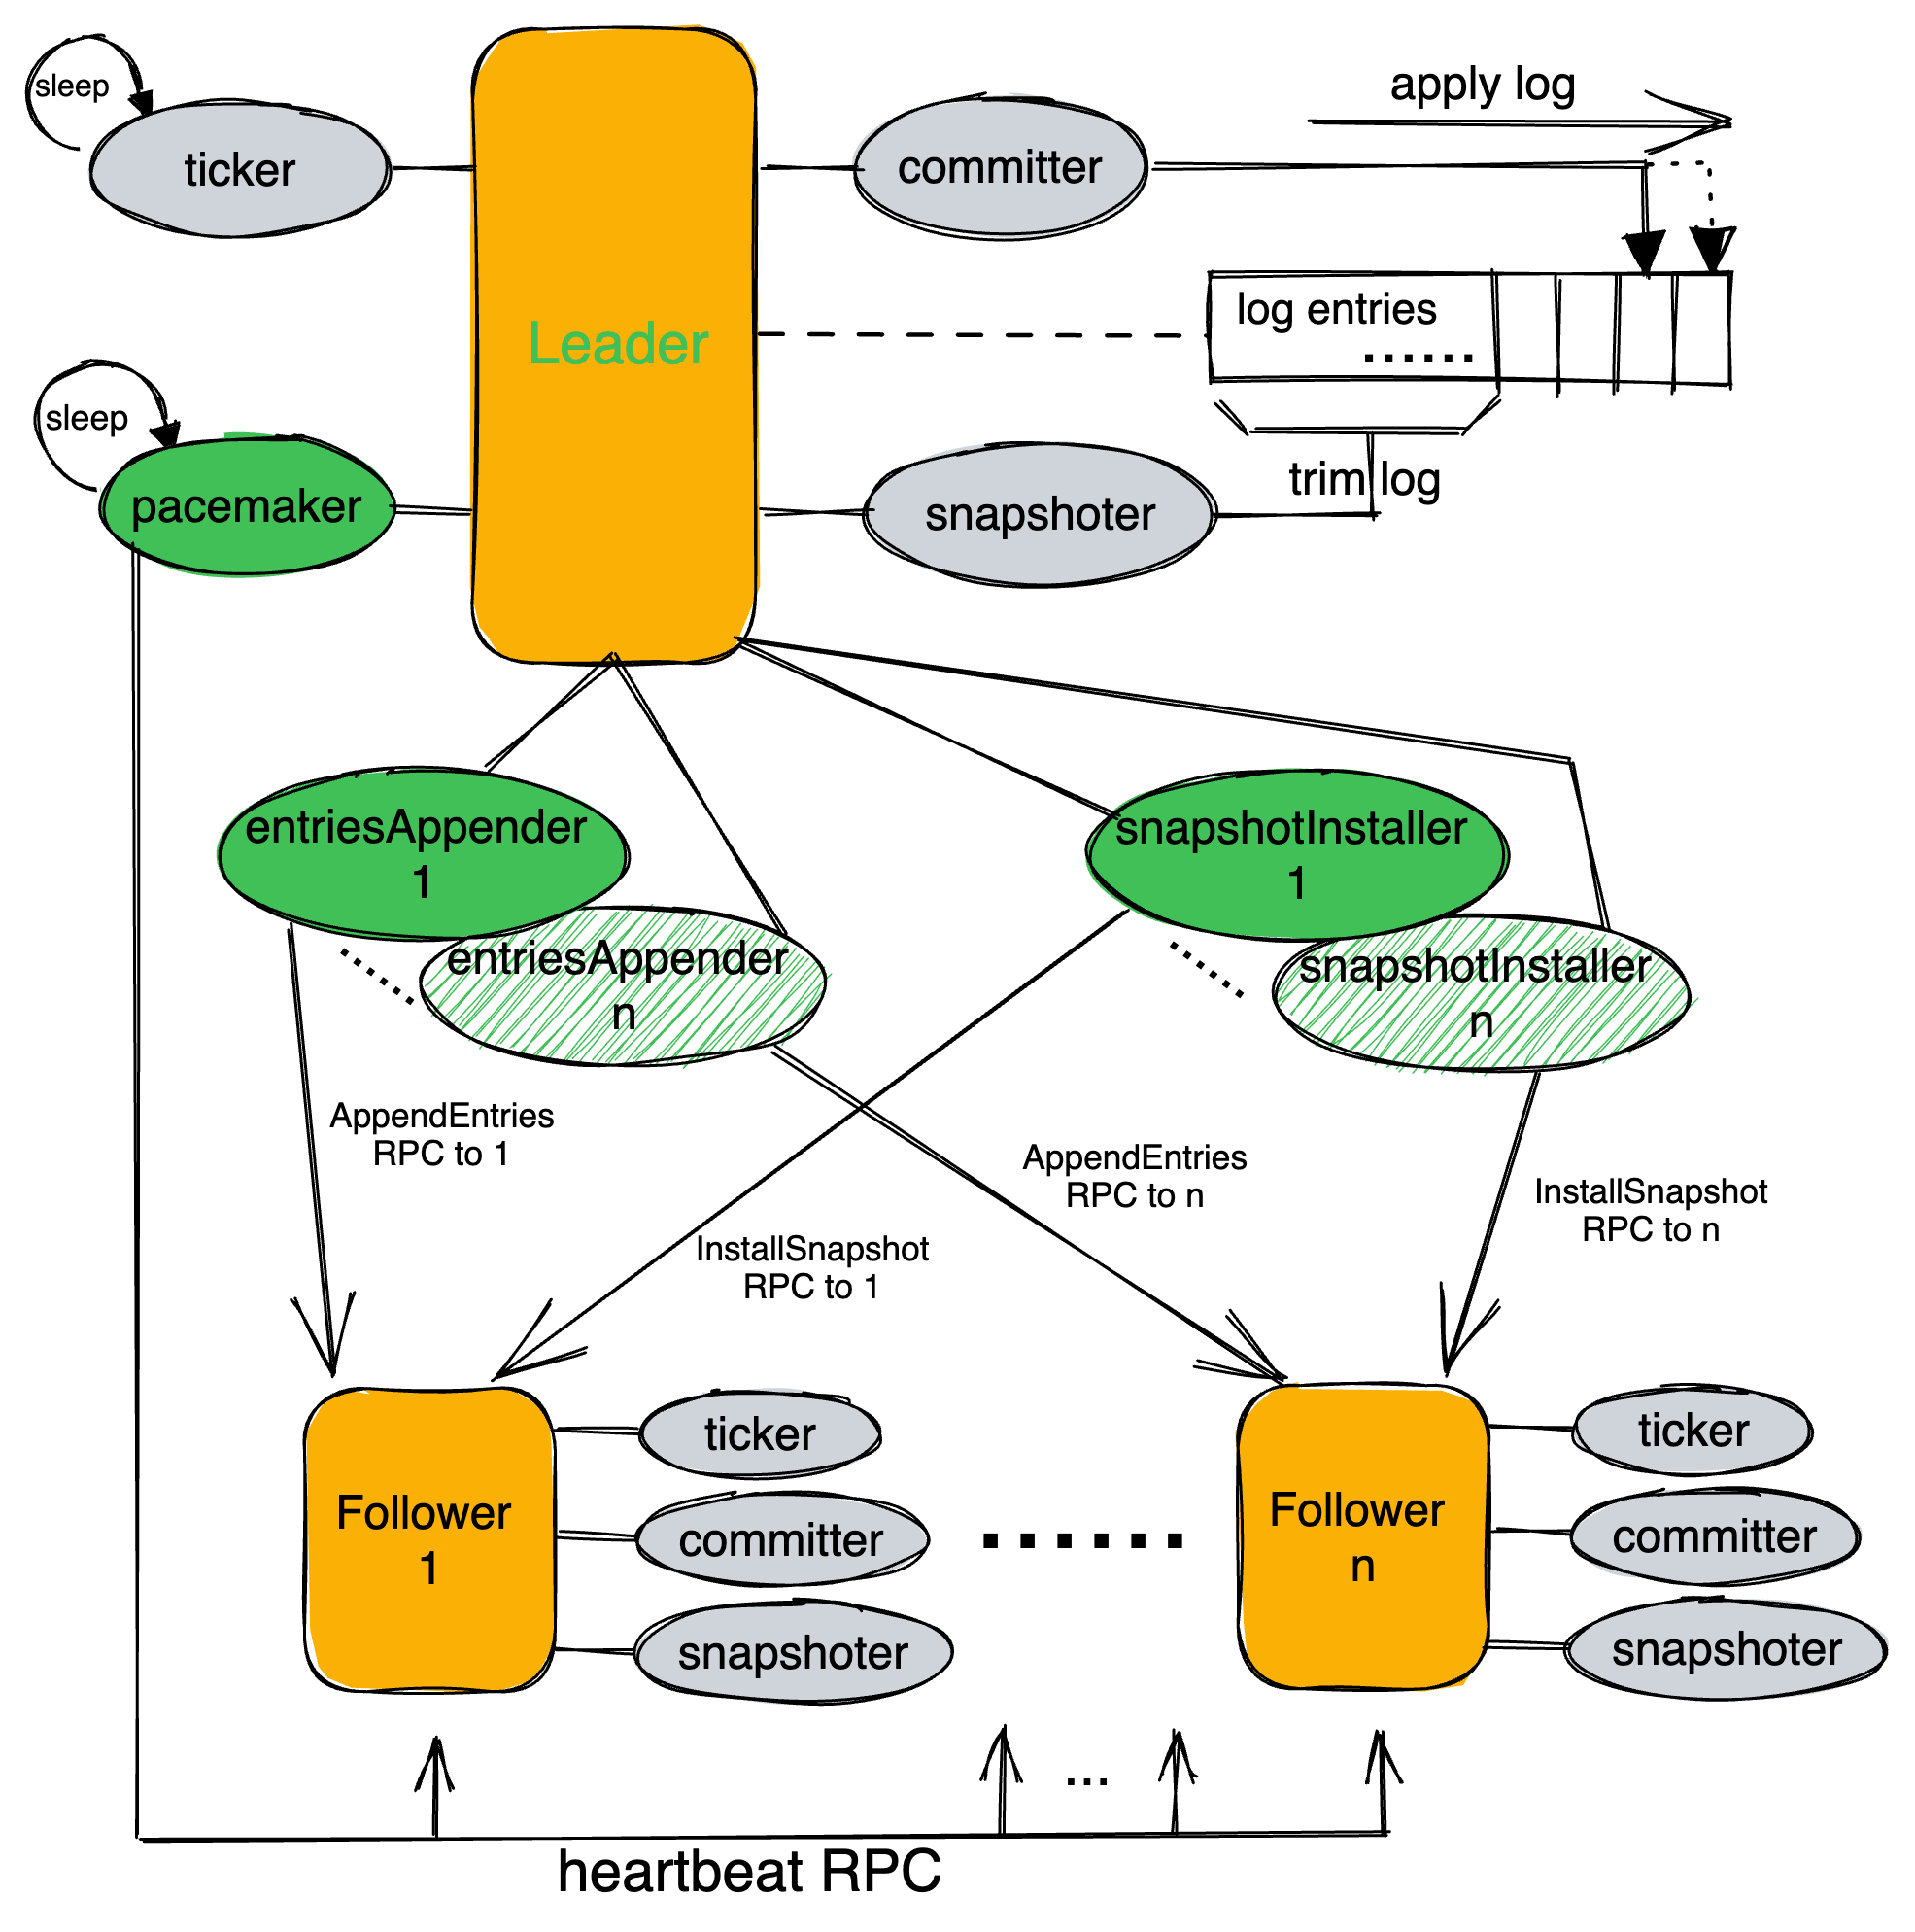 sleep
ticker
committer
apply log
Leader
log entries
......
sleep
pacemaker
snapshoter
trim log
entriesAppender
1
entriesAppender
n
snapshotInstaller
1
snapshotInstaller
n
AppendEntries
RPC to 1
AppendEntries
RPC to n
InstallSnapshot
RPC to 1
InstallSnapshot
RPC to n
Follower
1
ticker
committer
snapshoter
......
Follower
n
ticker
committer
snapshoter
...
heartbeat RPC